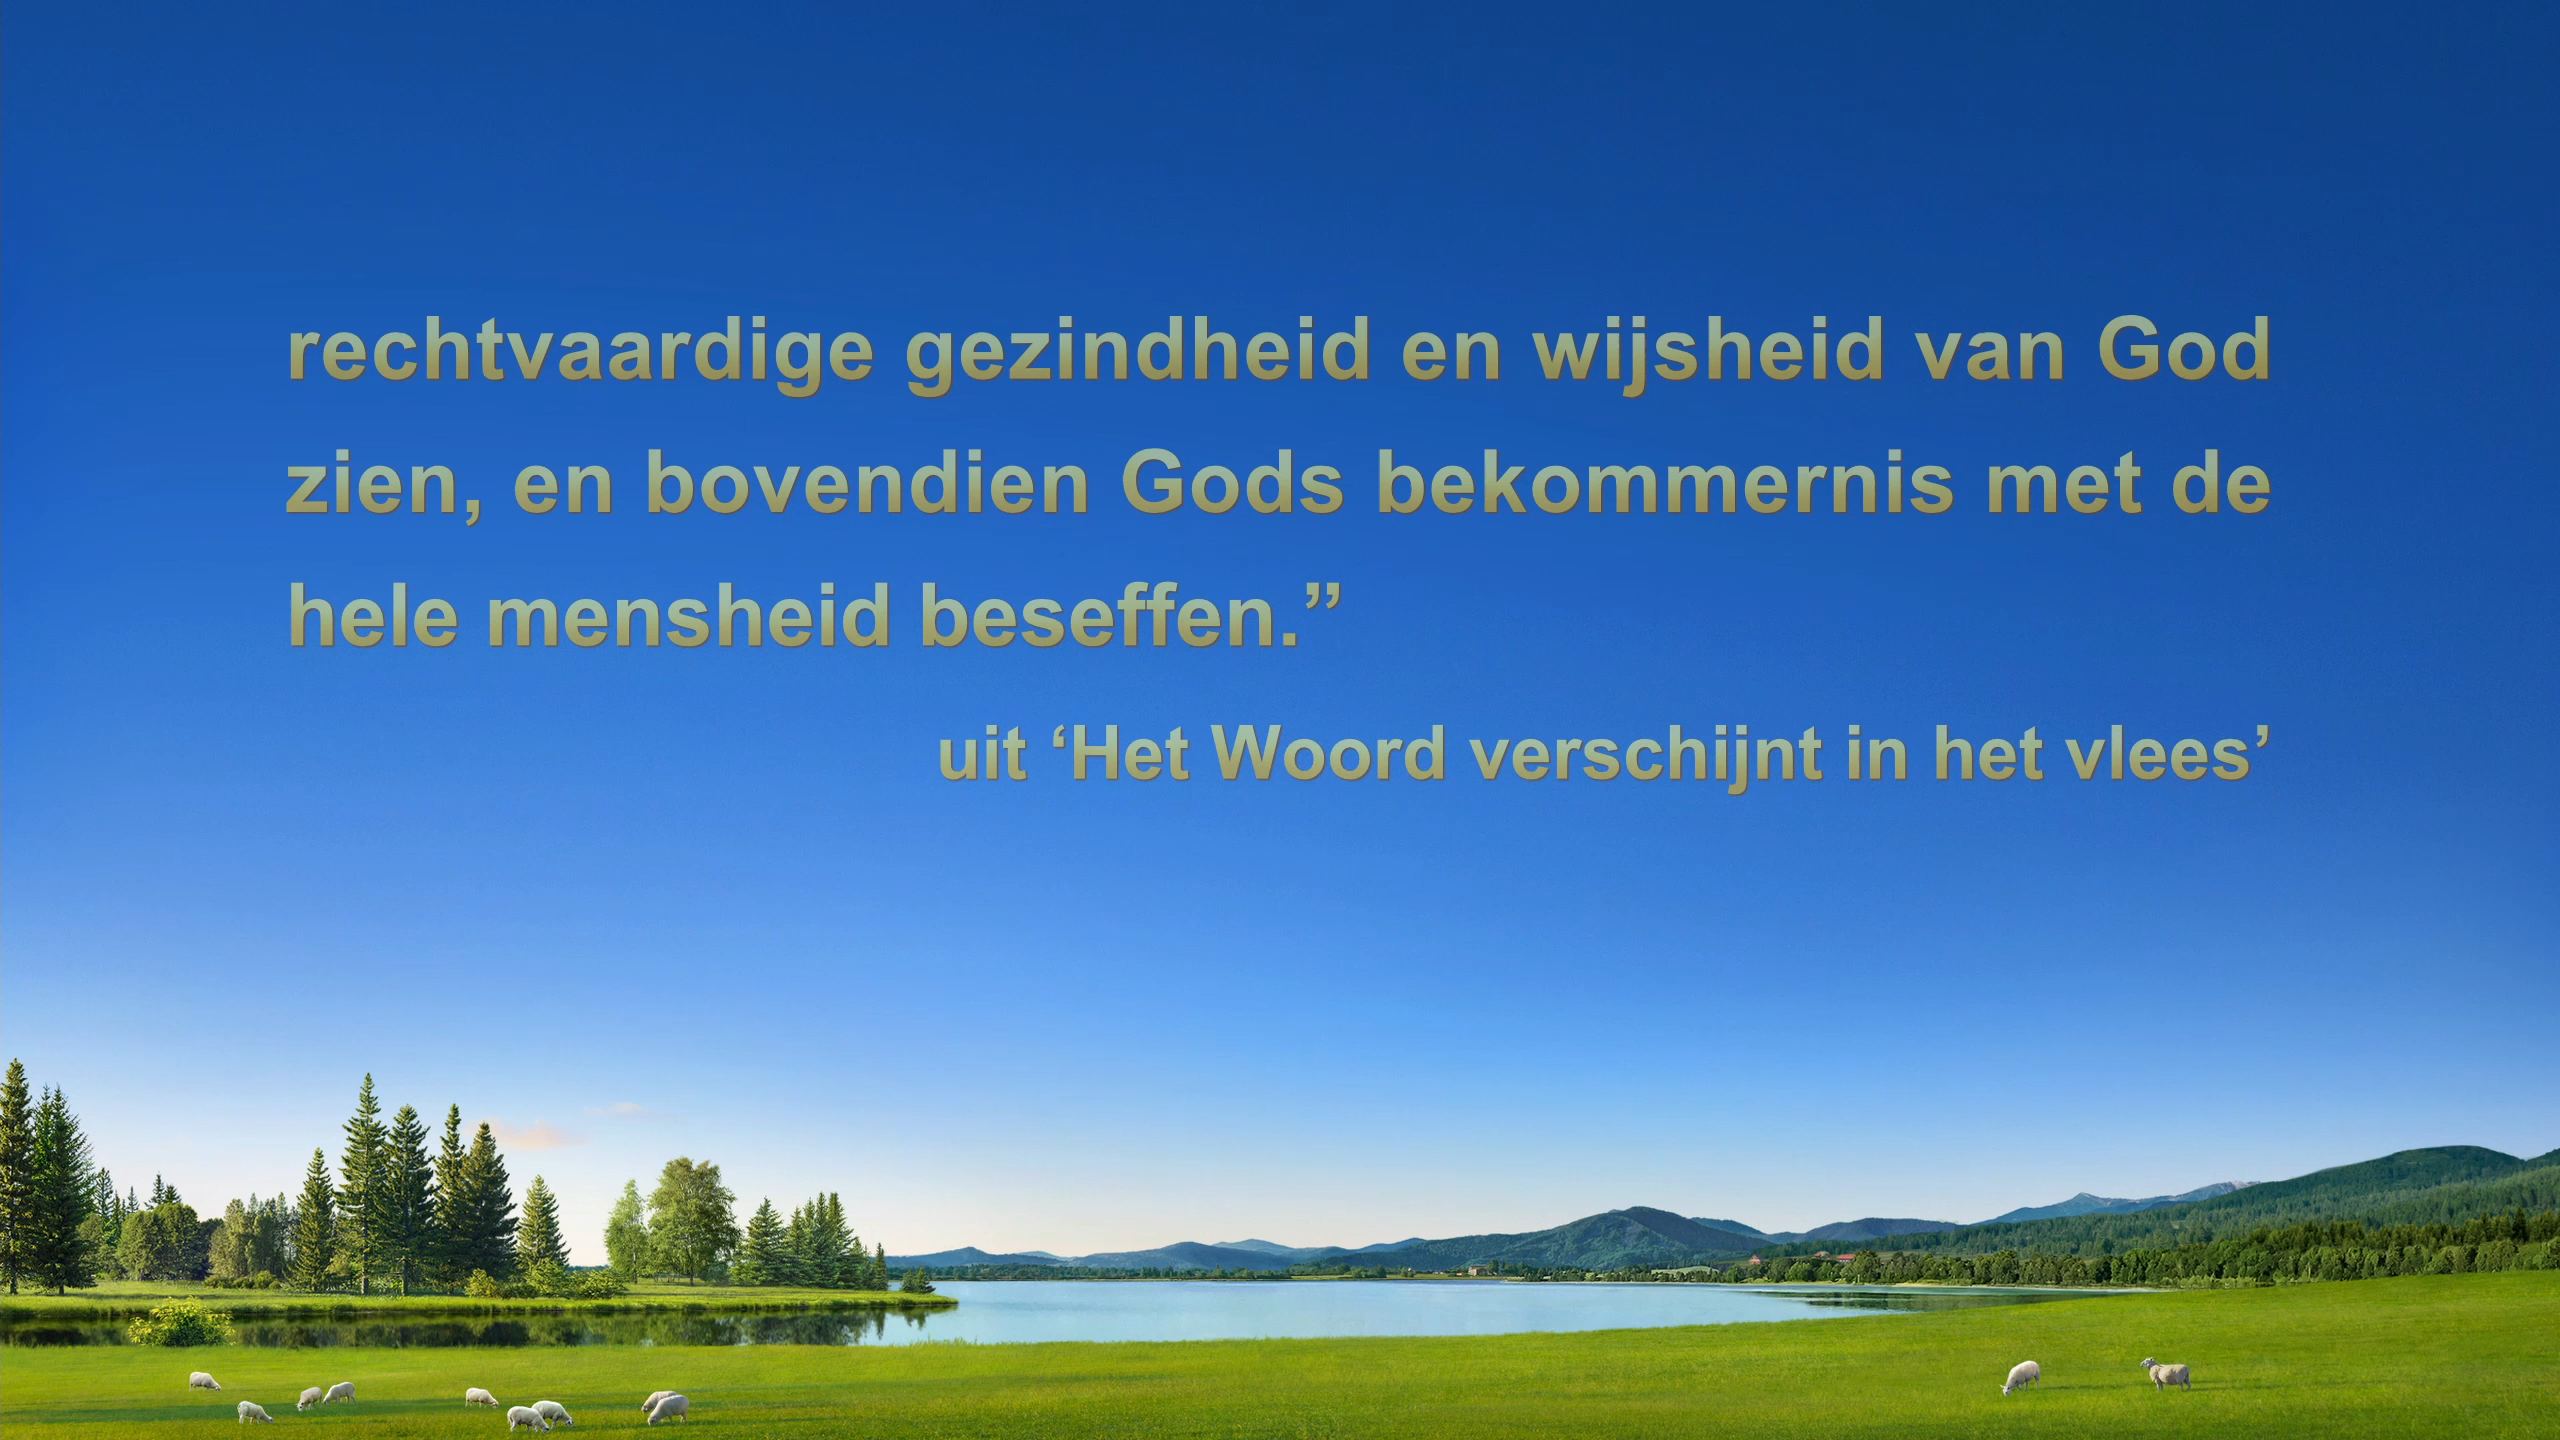 rechtvaardige gezindheid en wijsheid van God
zien, en bovendien Gods bekommernis met de
hele mensheid beseffen.”
uit ‘Het Woord verschijnt in het vlees’